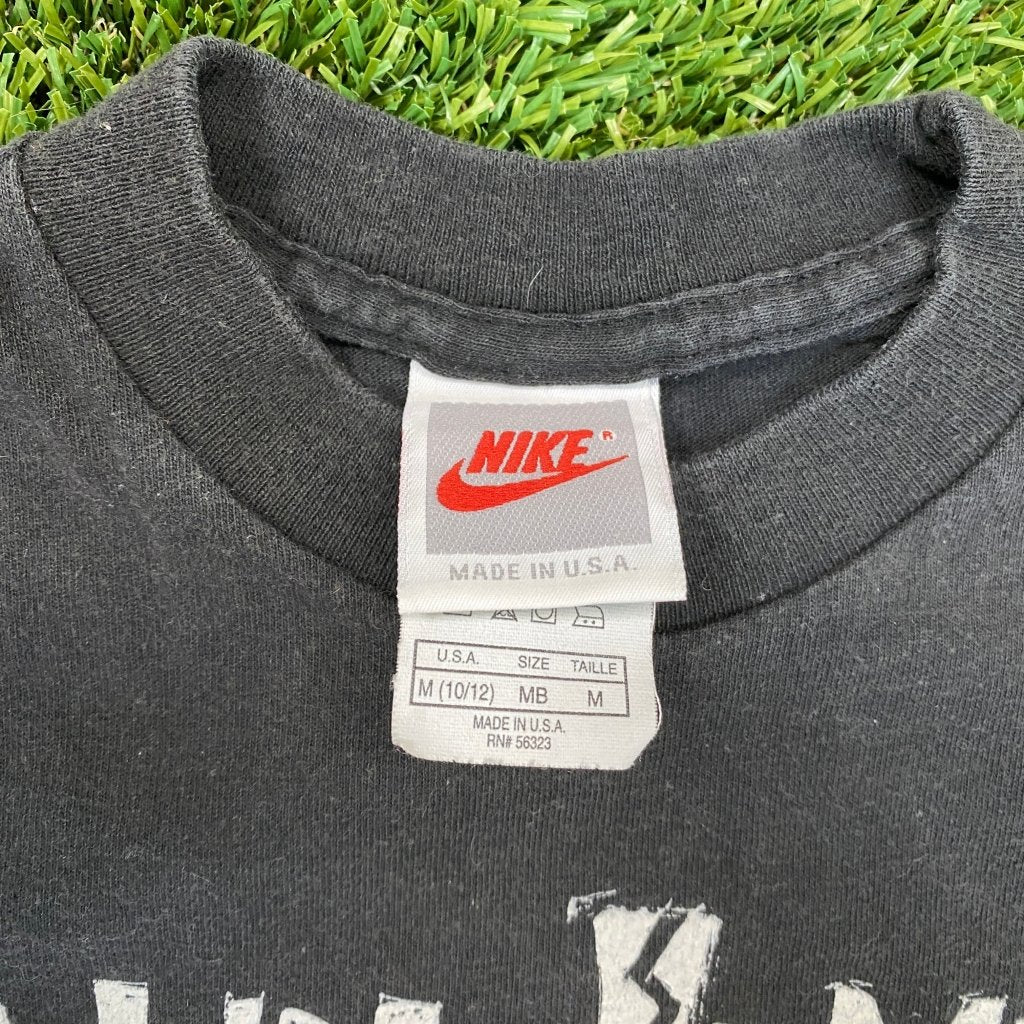 NIKE®
MADE IN U.S.A.
U.S.A. SIZE TAILLE
M (10/12) MB M
MADE IN U.S.A.
RN# 56323